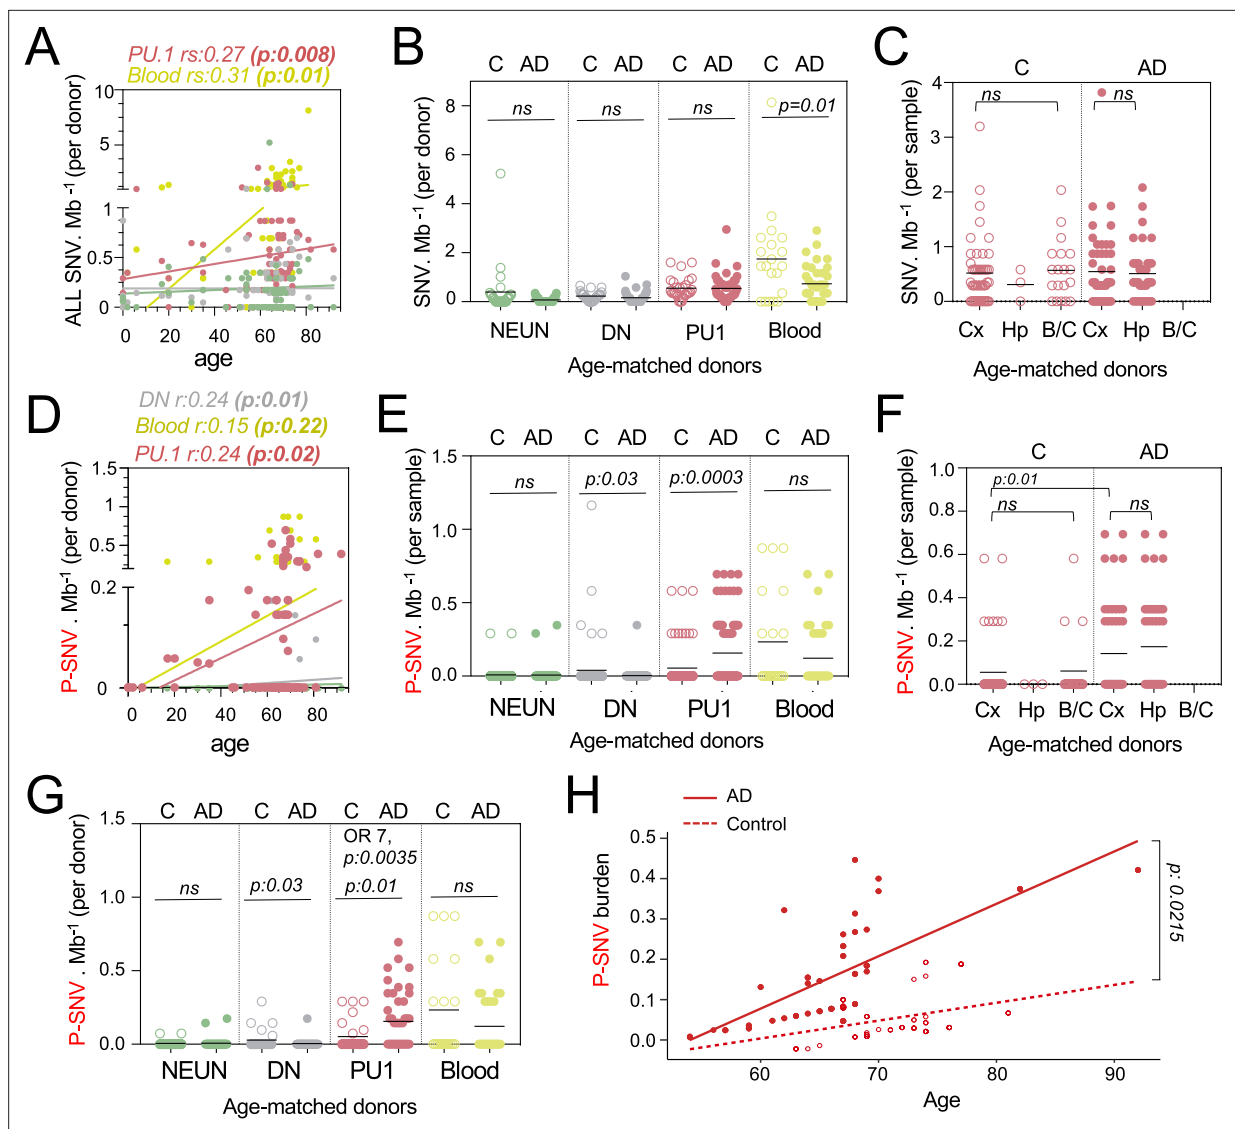 A
PU.1 rs:0.27 (p:0.008)
Blood rs:0.31 (p:0.01)
ALL SNV. Mb -1 (per donor)
10
5
1
0.5
0
0 20 40 60 80
age
B
C AD C AD C AD C AD
ns ns ns p=0.01
SNV. Mb -1 (per donor)
8
6
4
2
0
NEUN DN PU1 Blood
Age-matched donors
C
C AD
ns ns
SNV. Mb -1 (per sample)
4
3
2
1
0
Cx Hp B/C Cx Hp B/C
Age-matched donors
D
DN r:0.24 (p:0.01)
Blood r:0.15 (p:0.22)
PU.1 r:0.24 (p:0.02)
P-SNV. Mb -1 (per donor)
1.5
0.5
0.2
0
0 20 40 60 80
age
E
C AD C AD C AD C AD
ns p:0.03 p:0.0003 ns
P-SNV. Mb -1 (per sample)
1.5
1.0
0.5
0.0
NEUN DN PU1 Blood
Age-matched donors
F
C AD
p:0.01
ns ns
P-SNV. Mb -1 (per sample)
1.0
0.8
0.6
0.4
0.2
0.0
Cx Hp B/C Cx Hp B/C
Age-matched donors
G
C AD C AD C AD C AD
OR 7,
p:0.0035
ns p:0.03 p:0.01 ns
P-SNV . Mb-1 (per donor)
1.5
1.0
0.5
0.0
NEUN DN PU1 Blood
Age-matched donors
H
AD
Control
P-SNV burden
0.5
0.4
0.3
0.2
0.1
0.0
p: 0.0215
60 70 80 90
Age